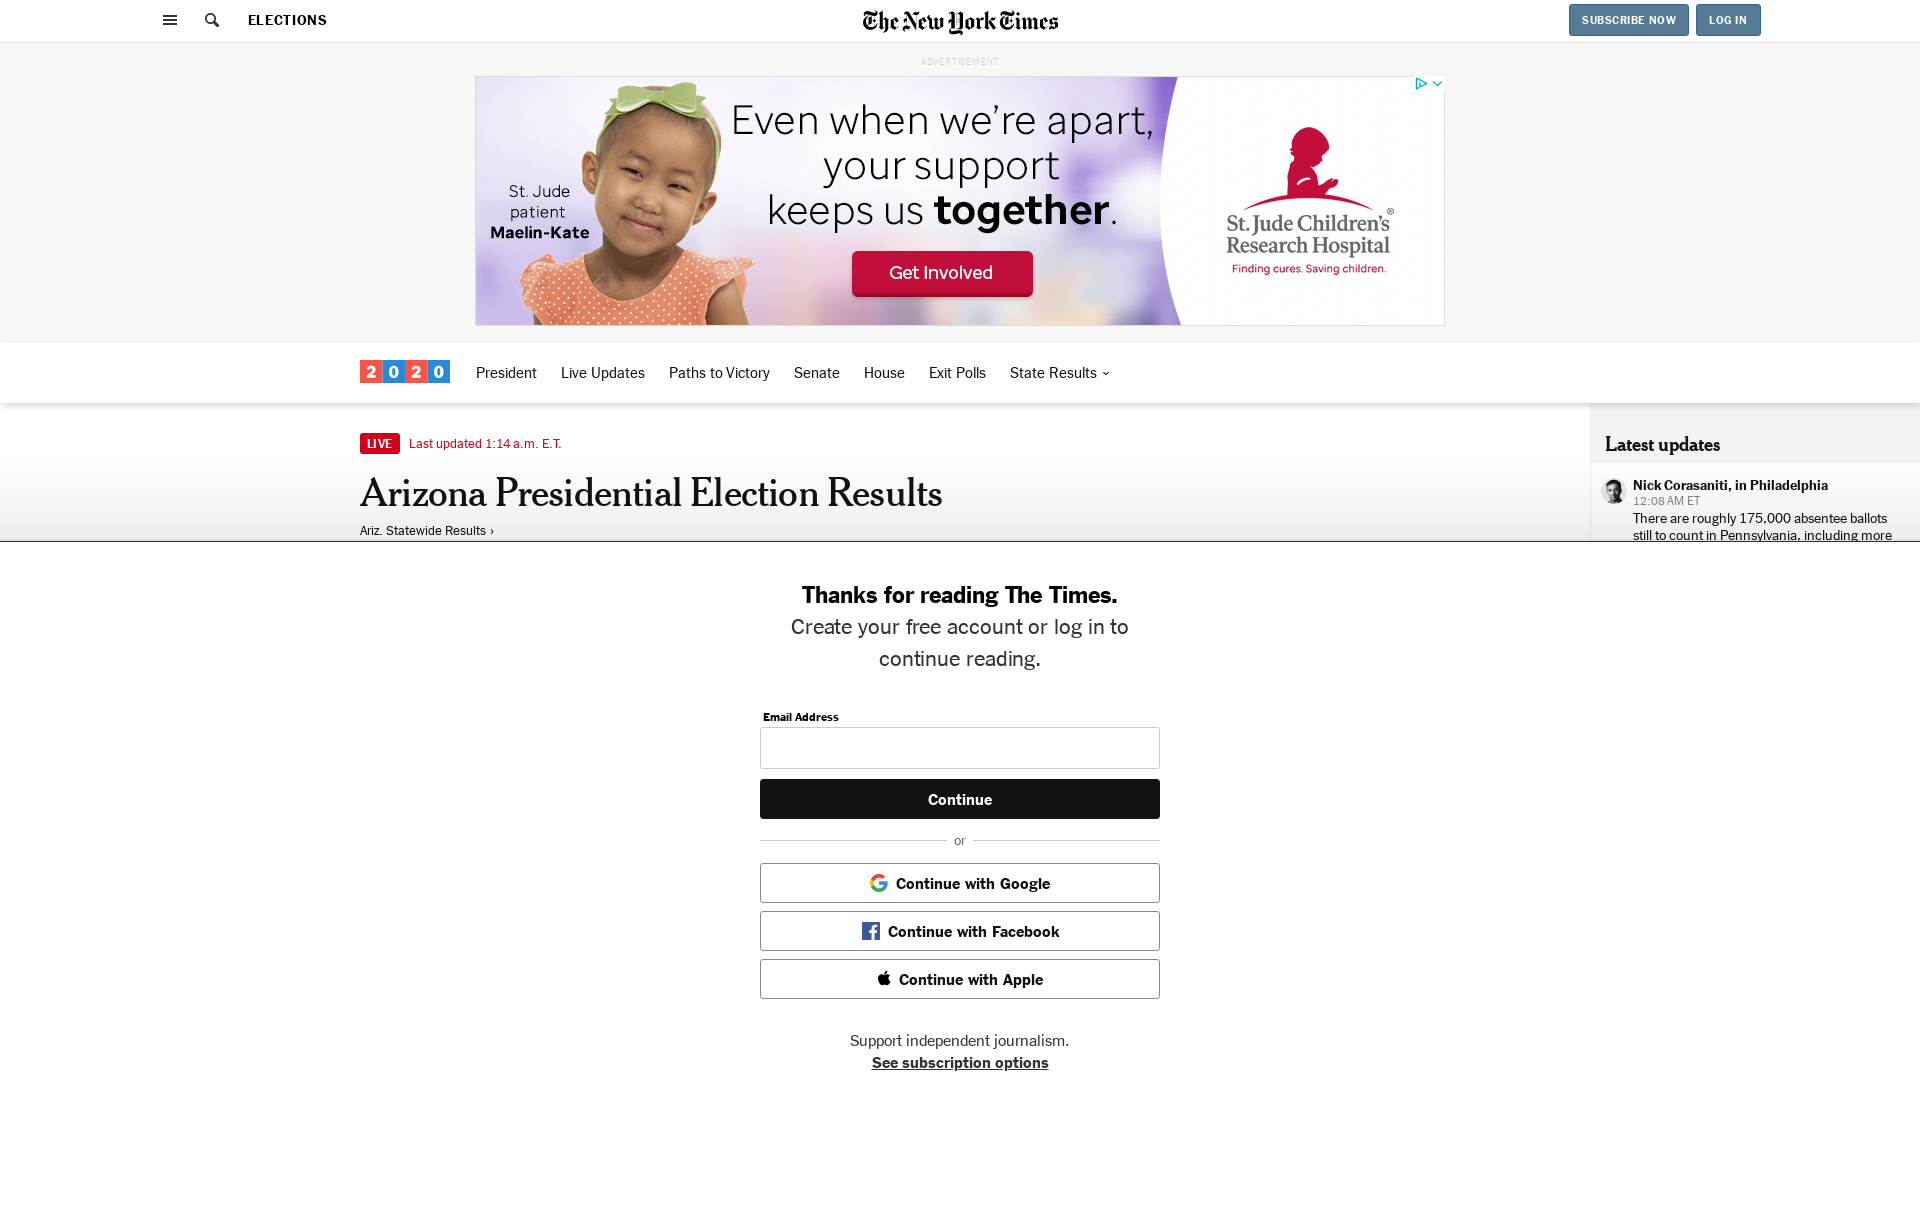 ELECTIONS
The New York Times
SUBSCRIBE NOW
LOG IN
ADVERTISEMENT
Even when we're apart,
your support
keeps us together.
St. Jude
patient
Maelin-Kate
Get Involved
St. Jude Children's®
Research Hospital
Finding cures. Saving children.
2020
President
Live Updates
Paths to Victory
Senate
House
Exit Polls
State Results
LIVE
Last updated 1:14 a.m. E.T.
Arizona Presidential Election Results
Ariz. Statewide Results ›
Latest updates
Nick Corasaniti, in Philadelphia
12:08 AM ET
There are roughly 175,000 absentee ballots
still to count in Pennsylvania, including more
Thanks for reading The Times.
Create your free account or log in to
continue reading.
Email Address
Continue
or
Continue with Google
Continue with Facebook
Continue with Apple
Support independent journalism.
See subscription options